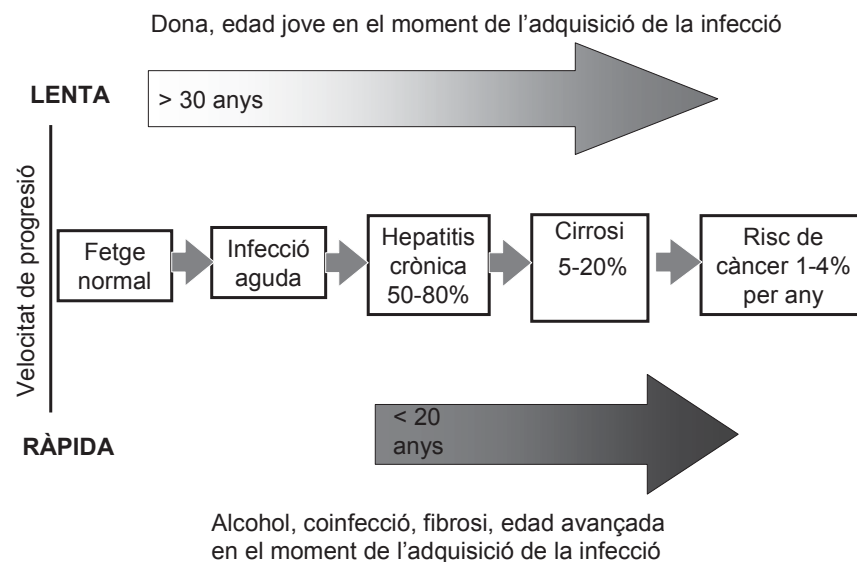 Dona, edad jove en el moment de l'adquisició de la infecció
LENTA
> 30 anys
Velocitat de progresió
Fetge
normal
Infecció
aguda
Hepatitis
crònica
50-80%
Cirrosi
5-20%
Risc de
càncer 1-4%
per any
RÀPIDA
< 20
anys
Alcohol, coinfecció, fibrosi, edad avançada
en el moment de l'adquisició de la infecció